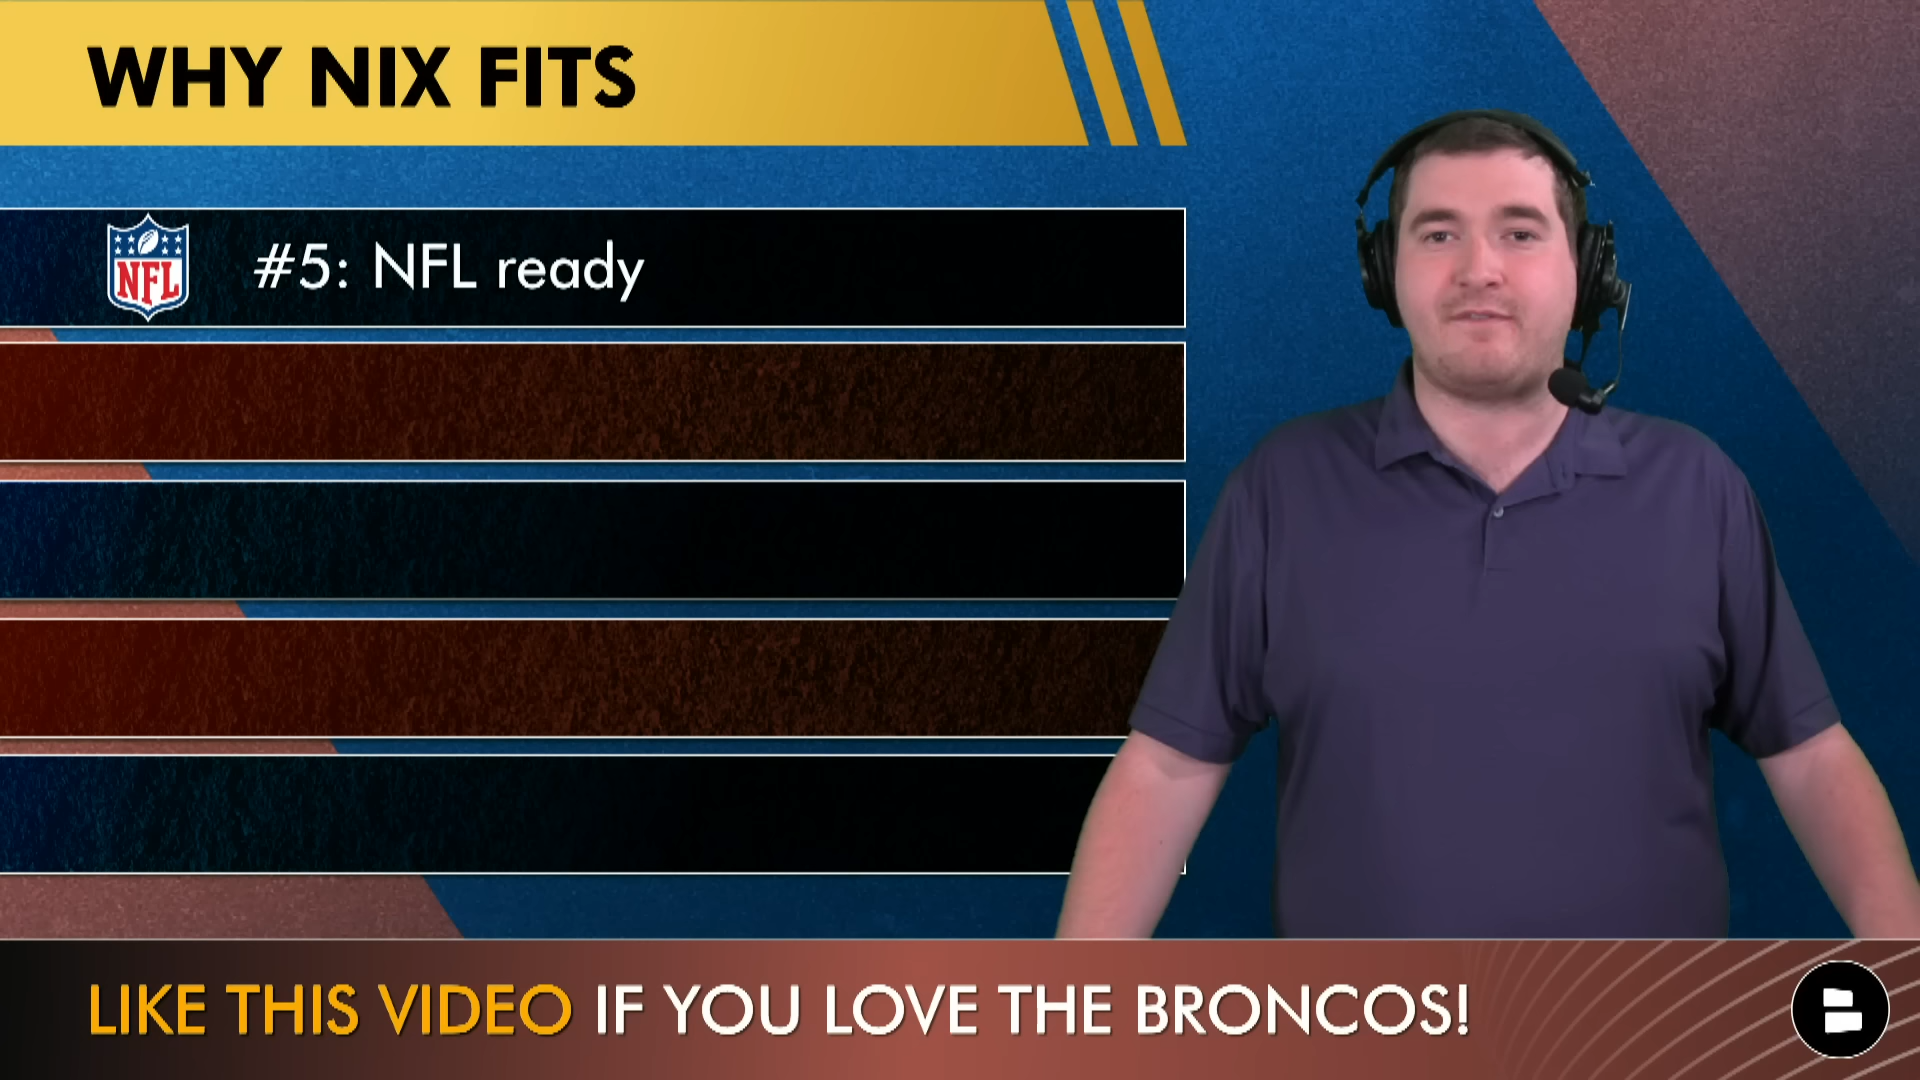 WHY NIX FITS
NFL
#5: NFL ready
LIKE THIS VIDEO IF YOU LOVE THE BRONCOS!